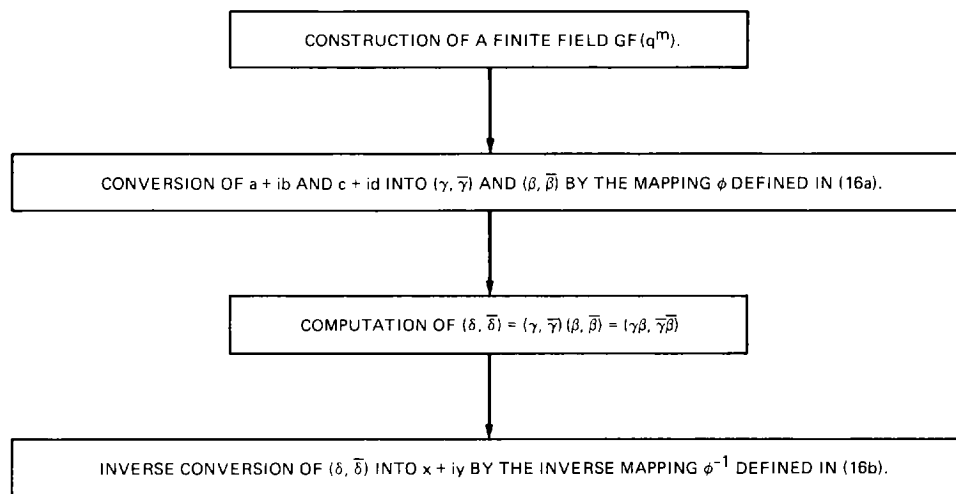 CONSTRUCTION OF A FINITE FIELD GF(q^m).
CONVERSION OF a + ib AND c + id INTO (γ, γ̅) AND (β, β̅) BY THE MAPPING ϕ DEFINED IN (16a).
COMPUTATION OF (δ, δ̅) = (γ, γ̅) (β, β̅) = (γβ, γ̅β̅)
INVERSE CONVERSION OF (δ, δ̅) INTO x + iy BY THE INVERSE MAPPING ϕ⁻¹ DEFINED IN (16b).